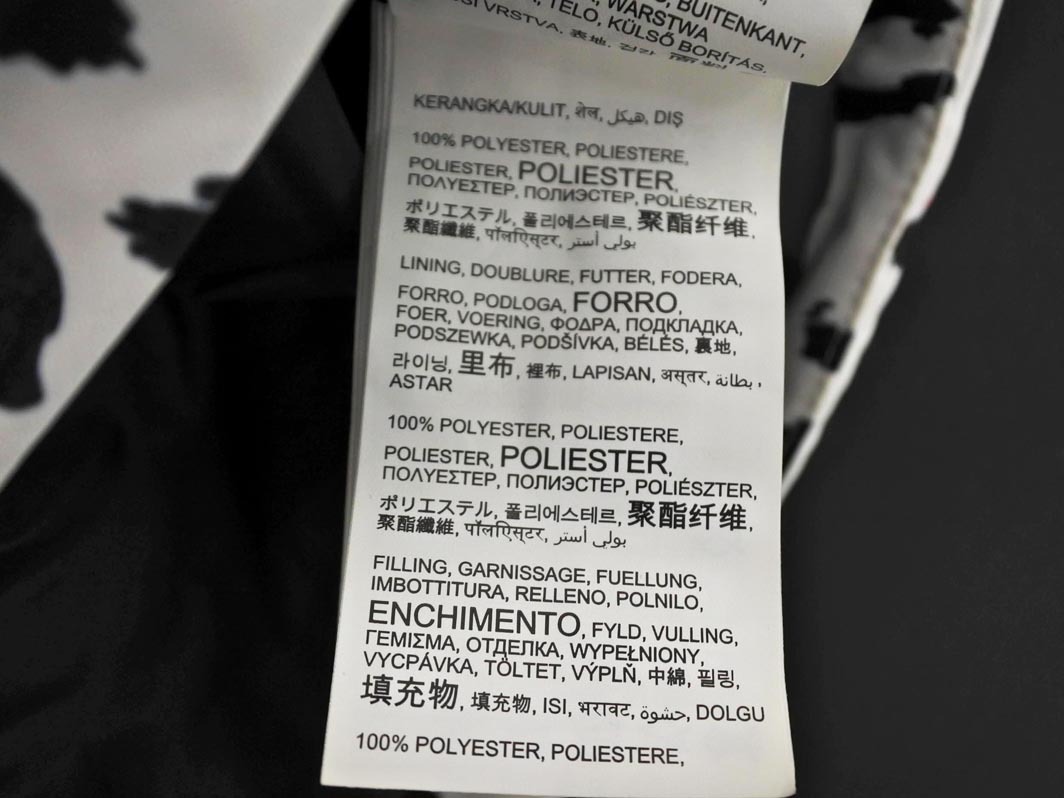 BUITENKANT,
WARSTWA
VRSTVA, TELO, KÜLSŐ BORÍTÁS,
表地,
KERANGKA/KULIT, शेल, هيكل, DIŞ
100% POLYESTER, POLIESTERE,
POLIESTER, POLIESTER,
ΠΟΛΥΕΣΤΕΡ, ПОЛИЭСТЕР, POLIÉSZTER,
ポリエステル, 폴리에스테르, 聚酯纤维,
聚酯纖維, पॉलिएस्टर, بولي أستر
LINING, DOUBLURE, FUTTER, FODERA,
FORRO, PODLOGA, FORRO,
FOER, VOERING, ΦΟΔΡΑ, ПОДКЛАДКА,
PODSZEWKA, PODŠÍVKA, BÉLÉS, 裏地,
라이닝, 里布, 裡布, LAPISAN, अस्तर, بطانة,
ASTAR
100% POLYESTER, POLIESTERE,
POLIESTER, POLIESTER,
ΠΟΛΥΕΣΤΕΡ, ПОЛИЭСТЕР, POLIÉSZTER,
ポリエステル, 폴리에스테르, 聚酯纤维,
聚酯纖維, पॉलिएस्टर, بولي أستر
FILLING, GARNISSAGE, FUELLUNG,
IMBOTTITURA, RELLENO, POLNILO,
ENCHIMENTO, FYLD, VULLING,
ΓΕΜΙΣΜΑ, ОТДЕЛКА, WYPEŁNIONY,
VYCPÁVKA, TÖLTET, VÝPLŇ, 中綿, 필링,
填充物, 填充物, ISI, भरावट, حشوة, DOLGU
100% POLYESTER, POLIESTERE,